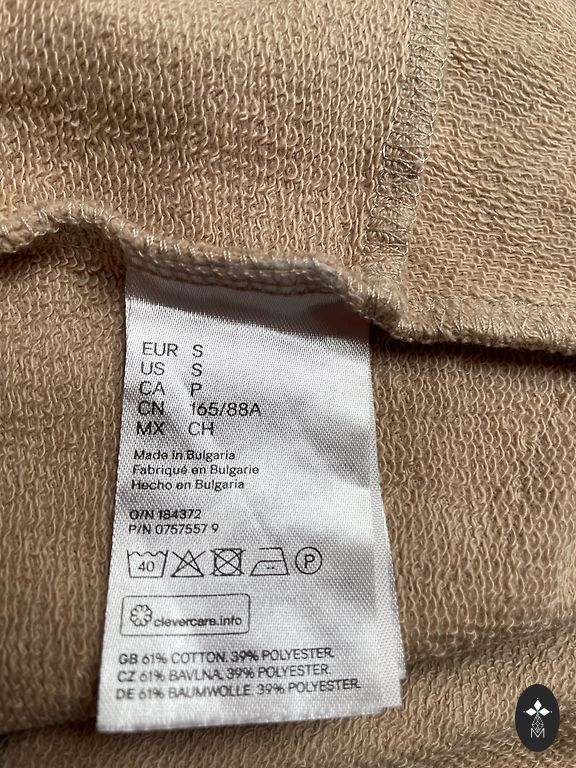 EUR S
US S
CA P
CN 165/88A
MX CH
Made in Bulgaria
Fabriqué en Bulgarie
Hecho en Bulgaria
O/N 184372
P/N 0757557 9
40 P
clevercare.info
GB 61% COTTON. 39% POLYESTER.
CZ 61% BAVLNA. 39% POLYESTER.
DE 61% BAUMWOLLE. 39% POLYESTER.
M